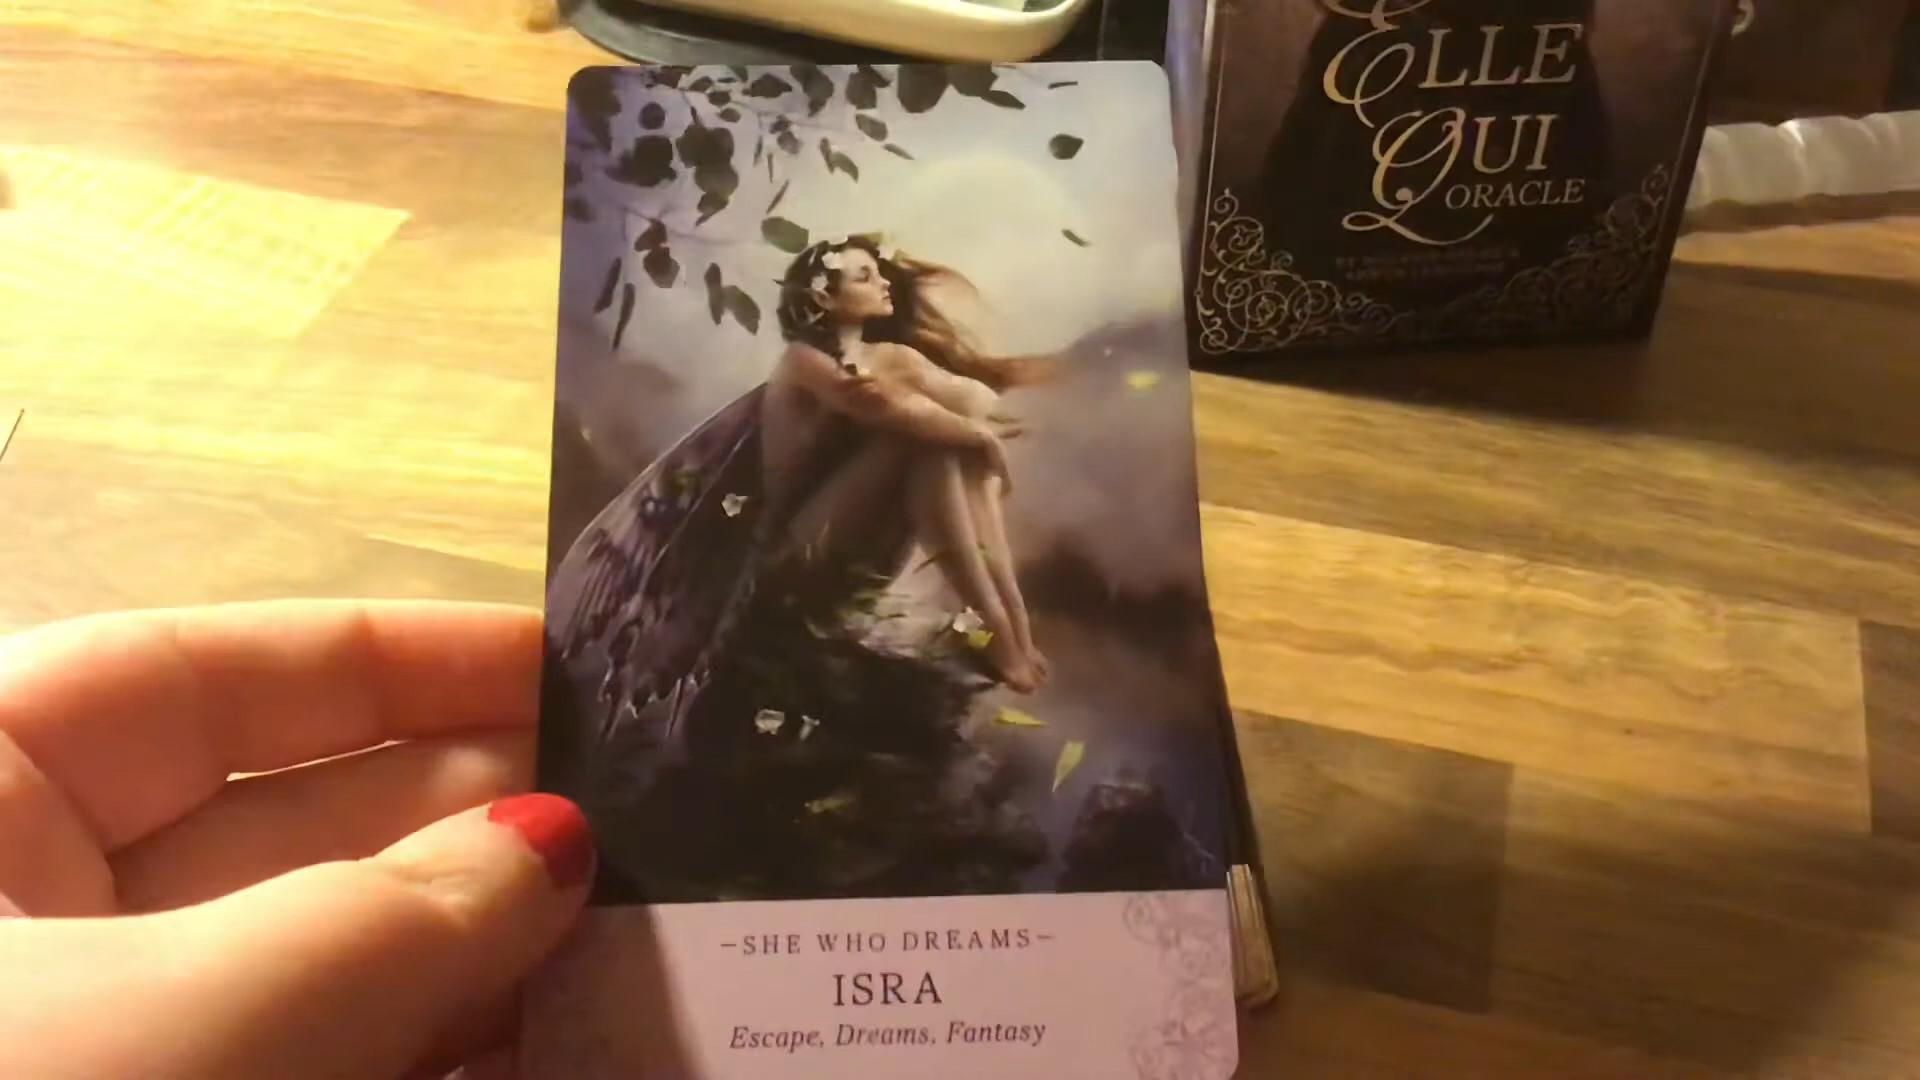 ELLE
QUI
ORACLE
–SHE WHO DREAMS–
ISRA
Escape, Dreams, Fantasy